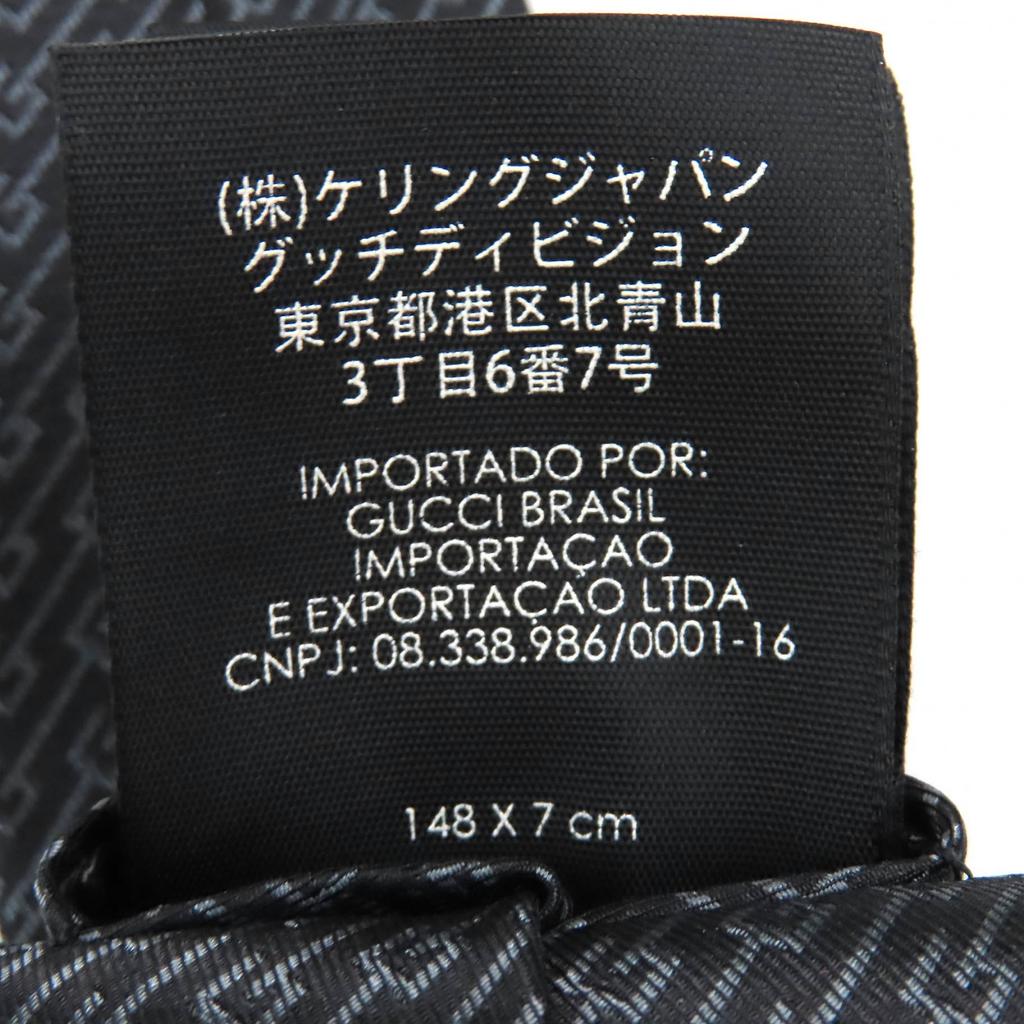 (株)ケリングジャパン
グッチディビジョン
東京都港区北青山
3丁目6番7号
IMPORTADO POR:
GUCCI BRASIL
IMPORTAÇAO
E EXPORTAÇAO LTDA
CNPJ: 08.338.986/0001-16
148 X 7 cm